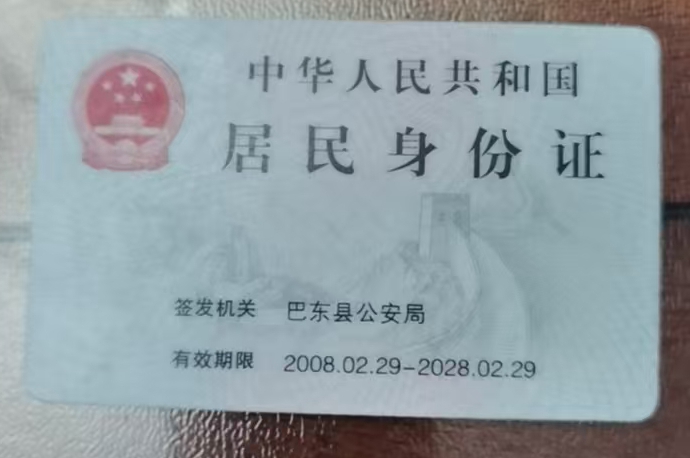 中华人民共和国
居民身份证
签发机关 巴东县公安局
有效期限 2008.02.29-2028.02.29